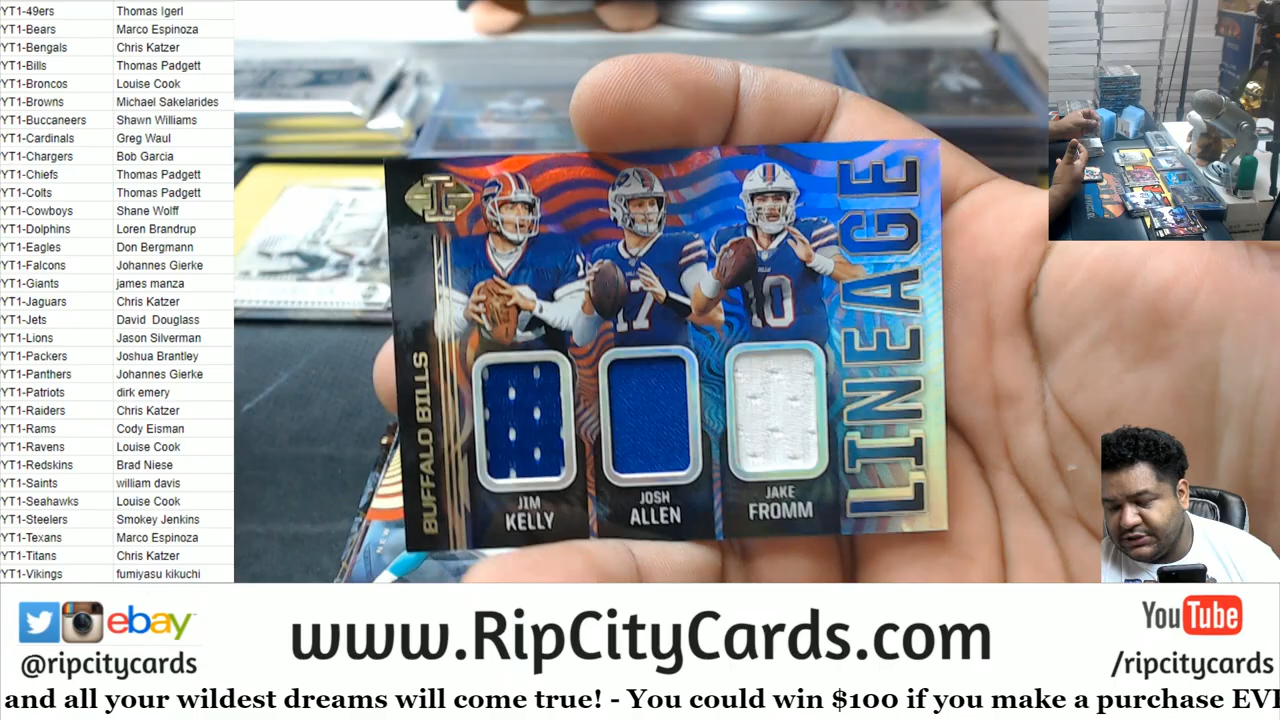 YT1-49ers Thomas Igerl
YT1-Bears Marco Espinoza
YT1-Bengals Chris Katzer
YT1-Bills Thomas Padgett
YT1-Broncos Louise Cook
YT1-Browns Michael Sakelarides
YT1-Buccaneers Shawn Williams
YT1-Cardinals Greg Waul
YT1-Chargers Bob Garcia
YT1-Chiefs Thomas Padgett
YT1-Colts Thomas Padgett
YT1-Cowboys Shane Wolff
YT1-Dolphins Loren Brandrup
YT1-Eagles Don Bergmann
YT1-Falcons Johannes Gierke
YT1-Giants james manza
YT1-Jaguars Chris Katzer
YT1-Jets David Douglass
YT1-Lions Jason Silverman
YT1-Packers Joshua Brantley
YT1-Panthers Johannes Gierke
YT1-Patriots dirk emery
YT1-Raiders Chris Katzer
YT1-Rams Cody Eisman
YT1-Ravens Louise Cook
YT1-Redskins Brad Niese
YT1-Saints william davis
YT1-Seahawks Louise Cook
YT1-Steelers Smokey Jenkins
YT1-Texans Marco Espinoza
YT1-Titans Chris Katzer
YT1-Vikings fumiyasu kikuchi
BUFFALO BILLS
I
17
10
JIM
KELLY
JOSH
ALLEN
JAKE
FROMM
LINEAGE
ebay
@ripcitycards
www.RipCityCards.com
YouTube
/ripcitycards
and all your wildest dreams will come true! - You could win $100 if you make a purchase